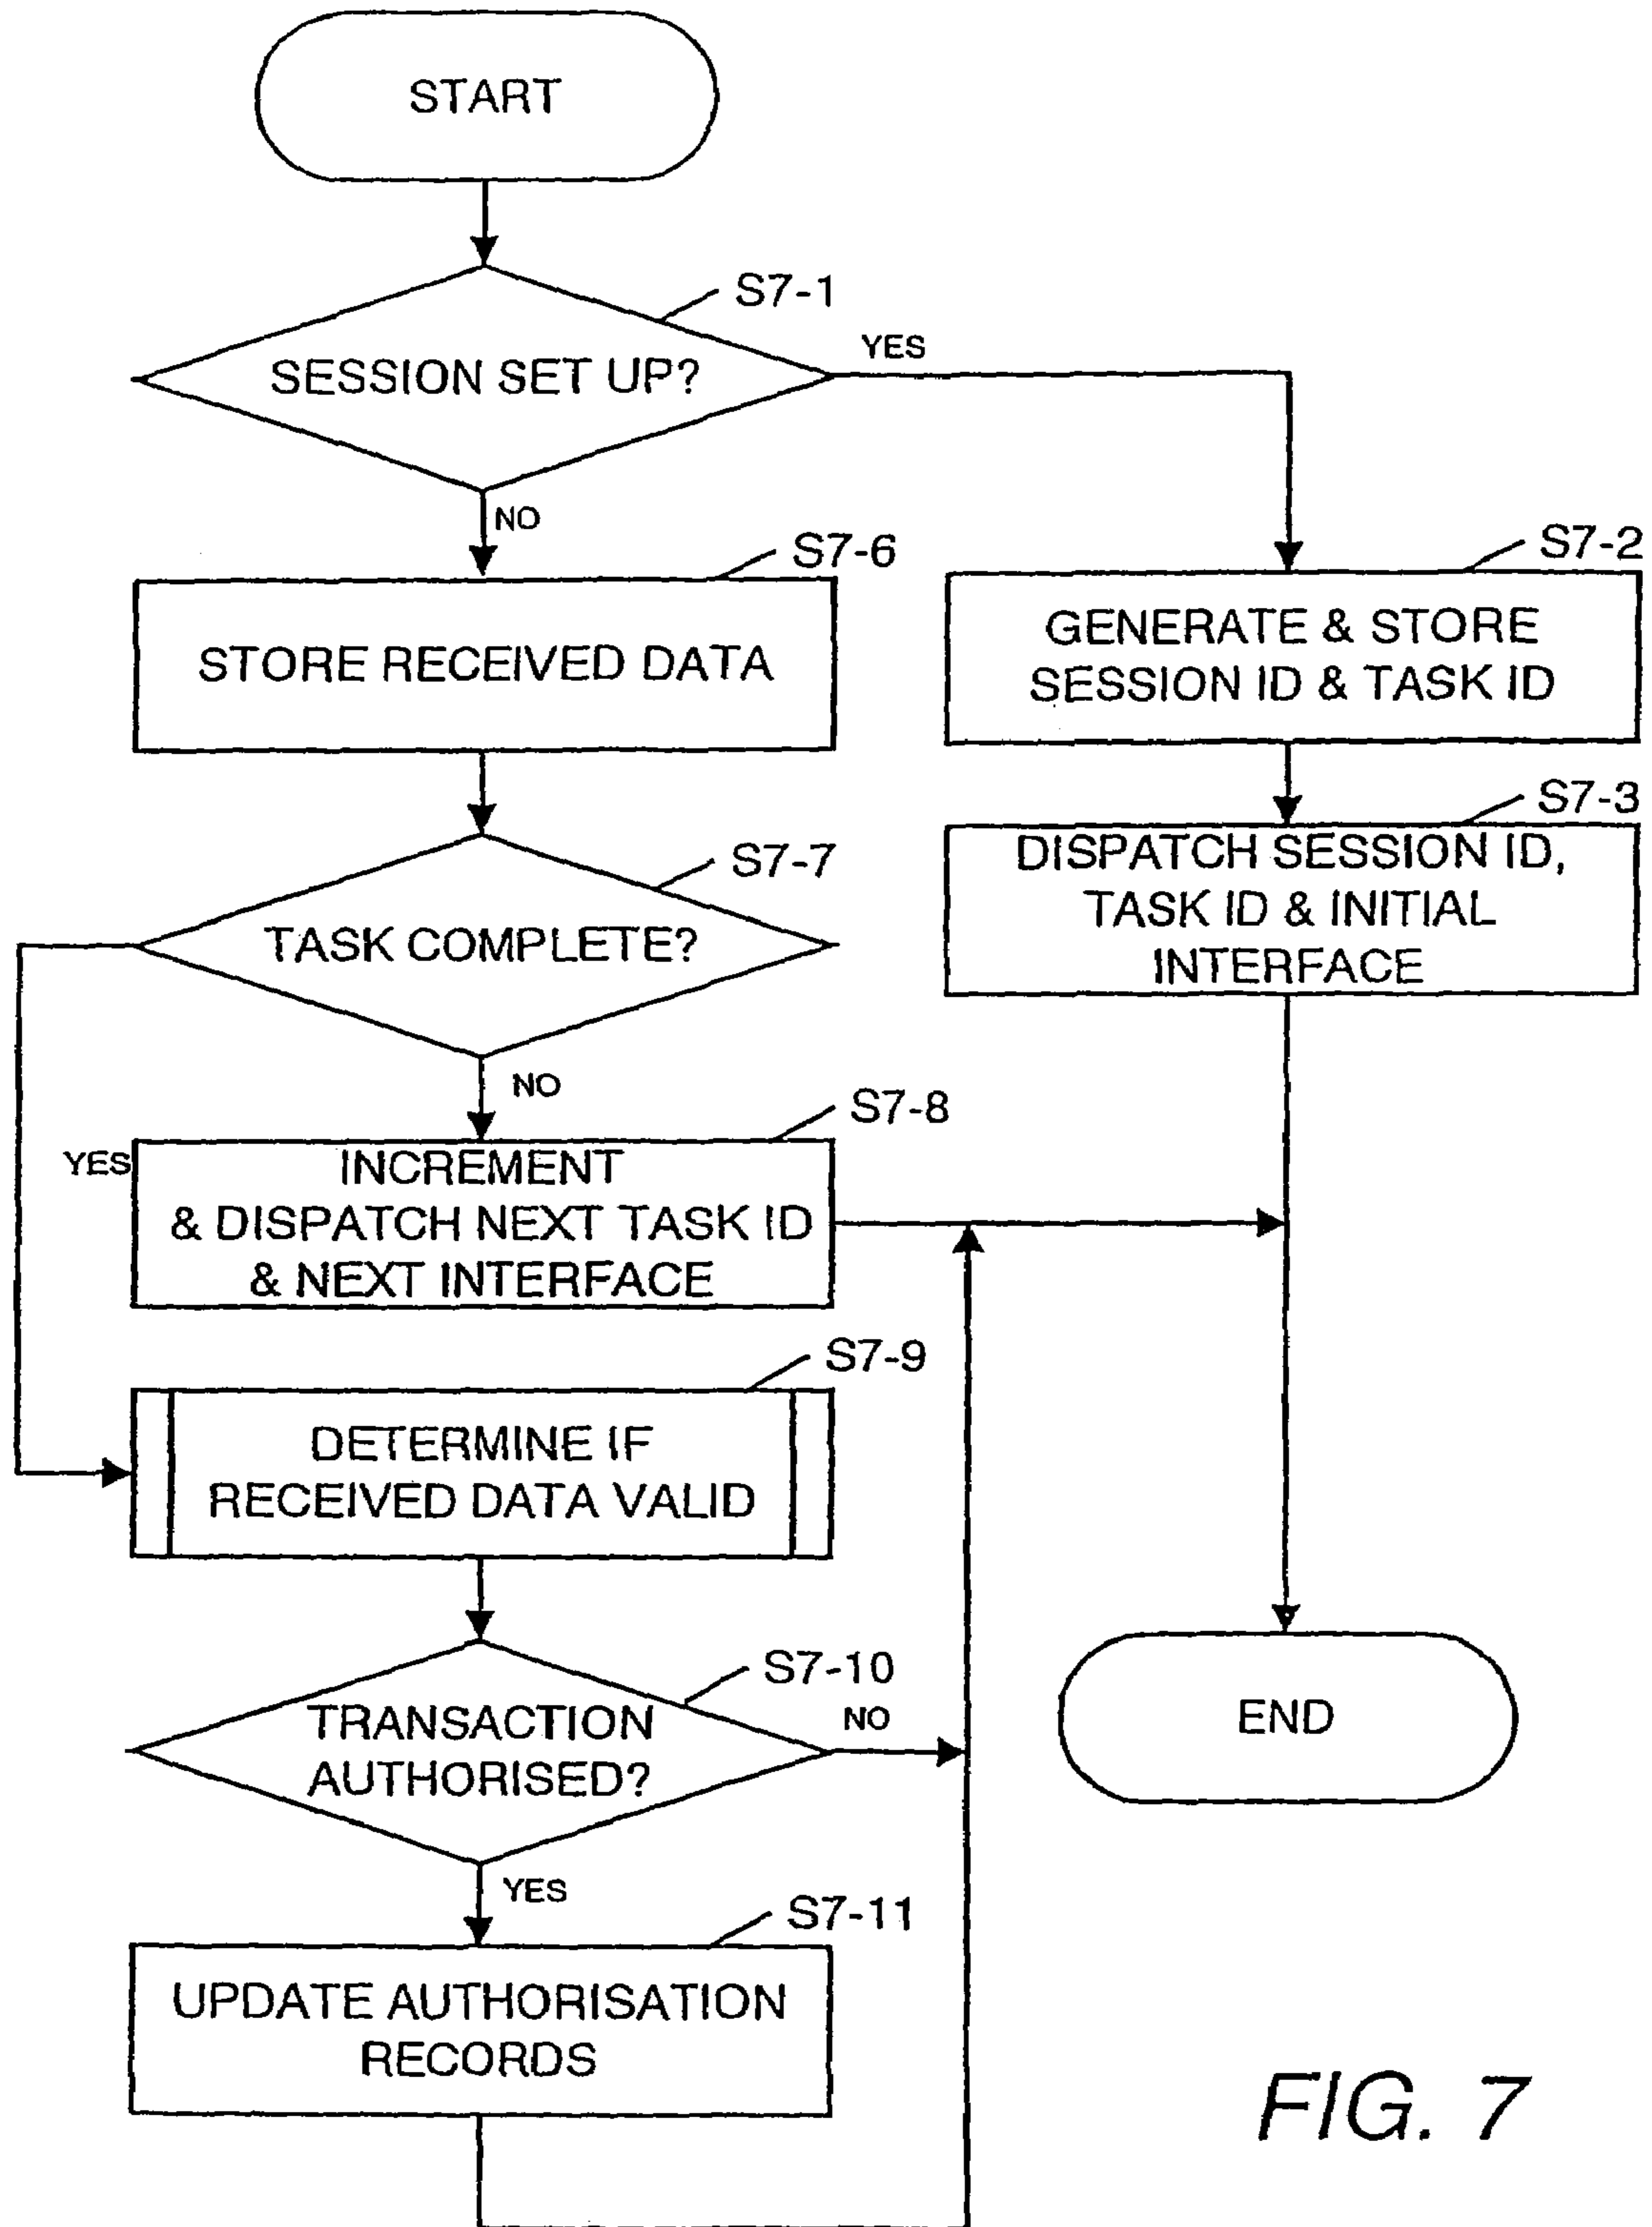 START
S7-1
SESSION SET UP?
YES
NO
S7-6
STORE RECEIVED DATA
S7-2
GENERATE & STORE
SESSION ID & TASK ID
S7-3
DISPATCH SESSION ID,
TASK ID & INITIAL
INTERFACE
S7-7
TASK COMPLETE?
NO
YES
S7-8
INCREMENT
& DISPATCH NEXT TASK ID
& NEXT INTERFACE
S7-9
DETERMINE IF
RECEIVED DATA VALID
S7-10
TRANSACTION
AUTHORISED?
NO
YES
END
S7-11
UPDATE AUTHORISATION
RECORDS
FIG. 7